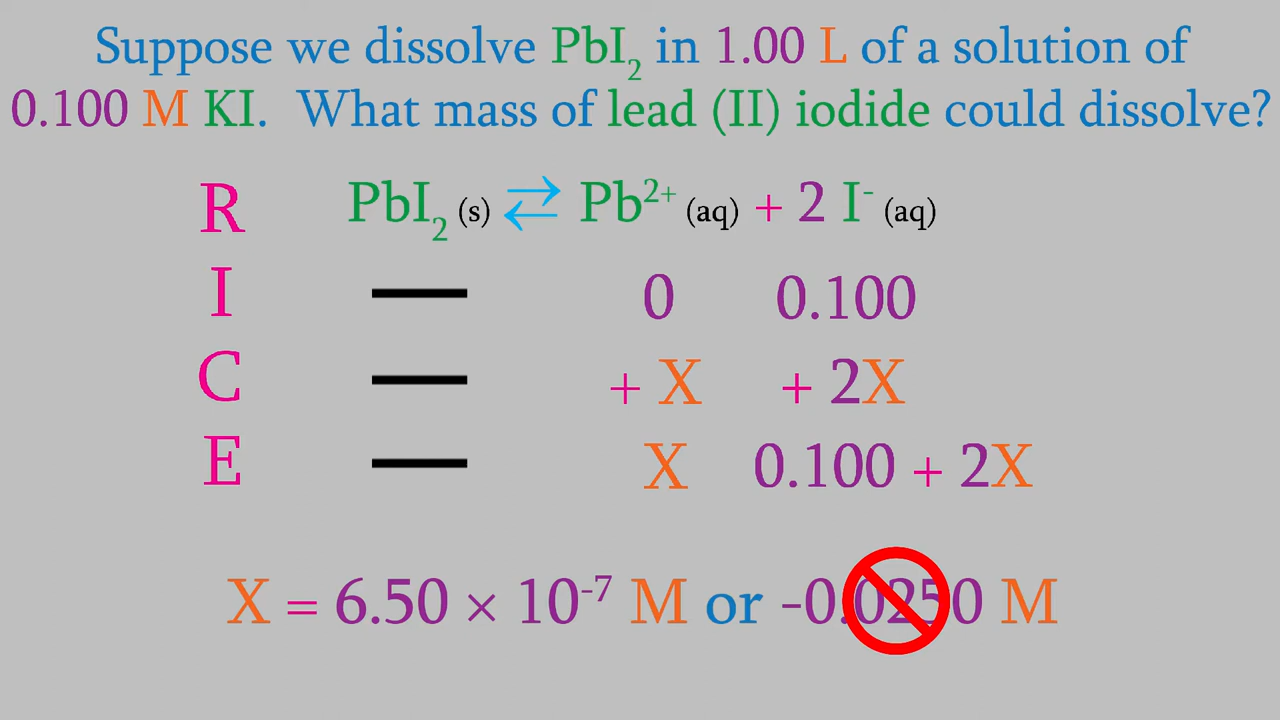 Suppose we dissolve PbI₂ in 1.00 L of a solution of
0.100 M KI. What mass of lead (II) iodide could dissolve?
R PbI₂ (s) ⇄ Pb²⁺ (aq) + 2 I⁻ (aq)
I — 0 0.100
C — + X + 2X
E — X 0.100 + 2X
X = 6.50 × 10⁻⁷ M or -0.0250 M